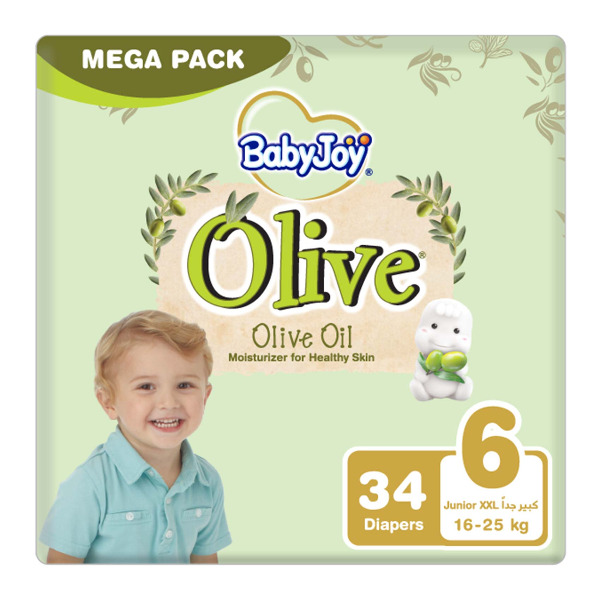 MEGA PACK
BabyJoy®
Olive®
Olive Oil
Moisturizer for Healthy Skin
34
Diapers
6
Junior XXL كبير جداً
16-25 kg